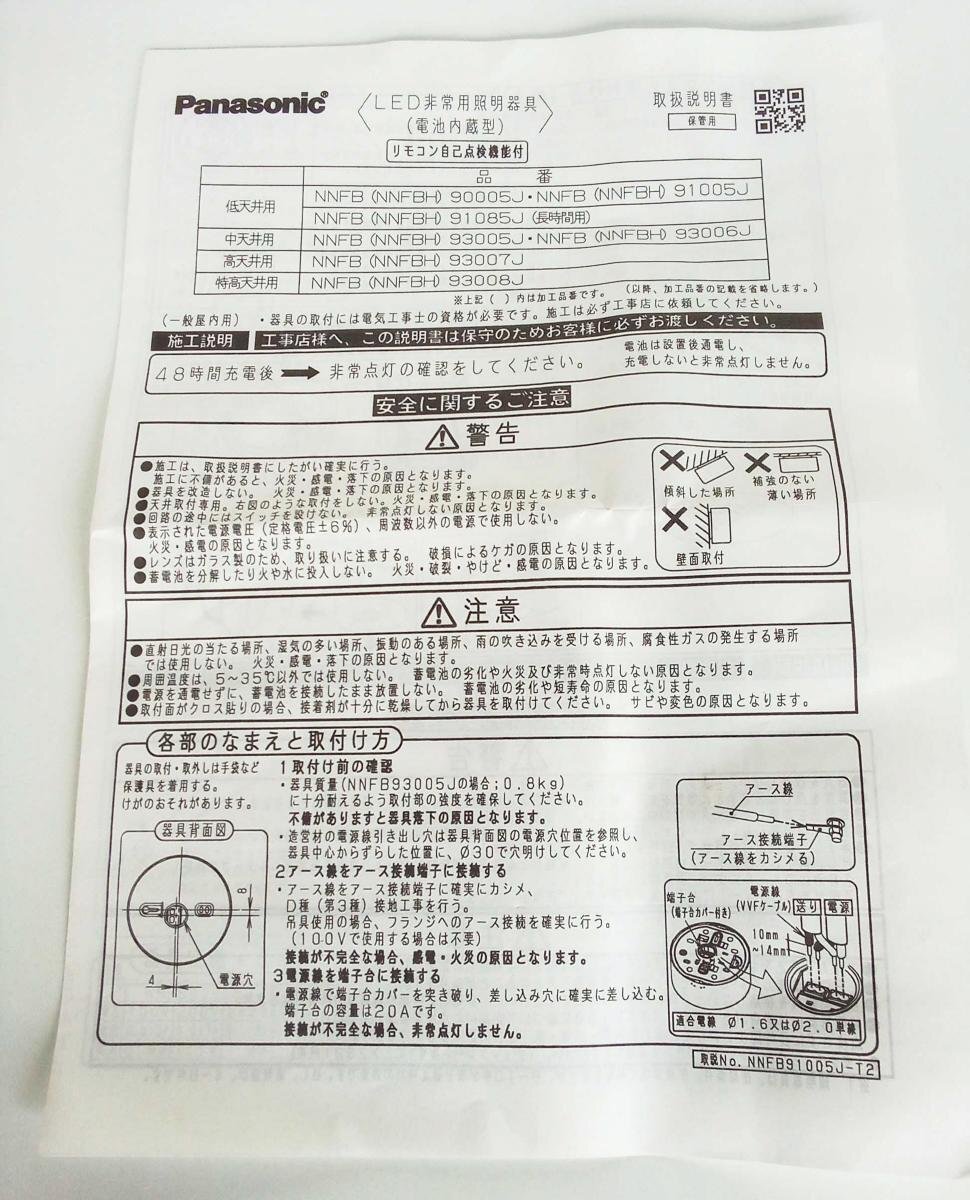 Panasonic®
〈LED非常用照明器具(電池内蔵型)〉
リモコン自己点検機能付
取扱説明書
保管用
品 番
低天井用 NNFB (NNFBH) 90005J・NNFB (NNFBH) 91005J
NNFB (NNFBH) 91085J (長時間用)
中天井用 NNFB (NNFBH) 93005J・NNFB (NNFBH) 93006J
高天井用 NNFB (NNFBH) 93007J
特高天井用 NNFB (NNFBH) 93008J
※上記( )内は加工品番です。 (以降、加工品番の記載を省略します。)
(一般屋内用) ・器具の取付には電気工事士の資格が必要です。施工は必ず工事店に依頼してください。
施工説明 工事店様へ、この説明書は保守のためお客様に必ずお渡しください。
48時間充電後 ➡ 非常点灯の確認をしてください。
電池は設置後通電し、
充電しないと非常点灯しません。
安全に関するご注意
⚠警告
●施工は、取扱説明書にしたがい確実に行う。
施工に不備があると、火災・感電・落下の原因となります。
●器具を改造しない。 火災・感電・落下の原因となります。
●天井取付専用。右図のような取付をしない。火災・感電・落下の原因となります。
●回路の途中にはスイッチを設けない。 非常点灯しない原因となります。
●表示された電源電圧(定格電圧±6%)、周波数以外の電源で使用しない。
火災・感電の原因となります。
●レンズはガラス製のため、取り扱いに注意する。 破損によるケガの原因となります。
●蓄電池を分解したり火や水に投入しない。 火災・破裂・やけど・感電の原因となります。
傾斜した場所
補強のない
薄い場所
壁面取付
⚠注意
●直射日光の当たる場所、湿気の多い場所、振動のある場所、雨の吹き込みを受ける場所、腐食性ガスの発生する場所
では使用しない。 火災・感電・落下の原因となります。
●周囲温度は、5~35℃以外では使用しない。 蓄電池の劣化や火災及び非常時点灯しない原因となります。
●電源を通電せずに、蓄電池を接続したまま放置しない。 蓄電池の劣化や短寿命の原因となります。
●取付面がクロス貼りの場合、接着剤が十分に乾燥してから器具を取付けてください。 サビや変色の原因となります。
各部のなまえと取付け方
器具の取付・取外しは手袋など
保護具を着用する。
けがのおそれがあります。
器具背面図
8
4
電源穴
1取付け前の確認
・器具質量(NNFB93005Jの場合;0.8kg)
に十分耐えるよう取付部の強度を確保してください。
不備がありますと器具落下の原因となります。
・造営材の電源線引き出し穴は器具背面図の電源穴位置を参照し、
器具中心からずらした位置に、Ø30で穴明けしてください。
2アース線をアース接続端子に接続する
・アース線をアース接続端子に確実にカシメ、
D種(第3種)接地工事を行う。
吊具使用の場合、フランジへのアース接続を確実に行う。
(100Vで使用する場合は不要)
接続が不完全な場合、感電・火災の原因となります。
3電源線を端子台に接続する
・電源線で端子台カバーを突き破り、差し込み穴に確実に差し込む。
端子台の容量は20Aです。
接続が不完全な場合、非常点灯しません。
アース線
アース接続端子
(アース線をカシメる)
端子台
(端子台カバー付き)
電源線
(VVFケーブル)
送り 電源
10mm
~14mm
適合電線 Ø1.6又はØ2.0単線
取説No. NNFB91005J-T2